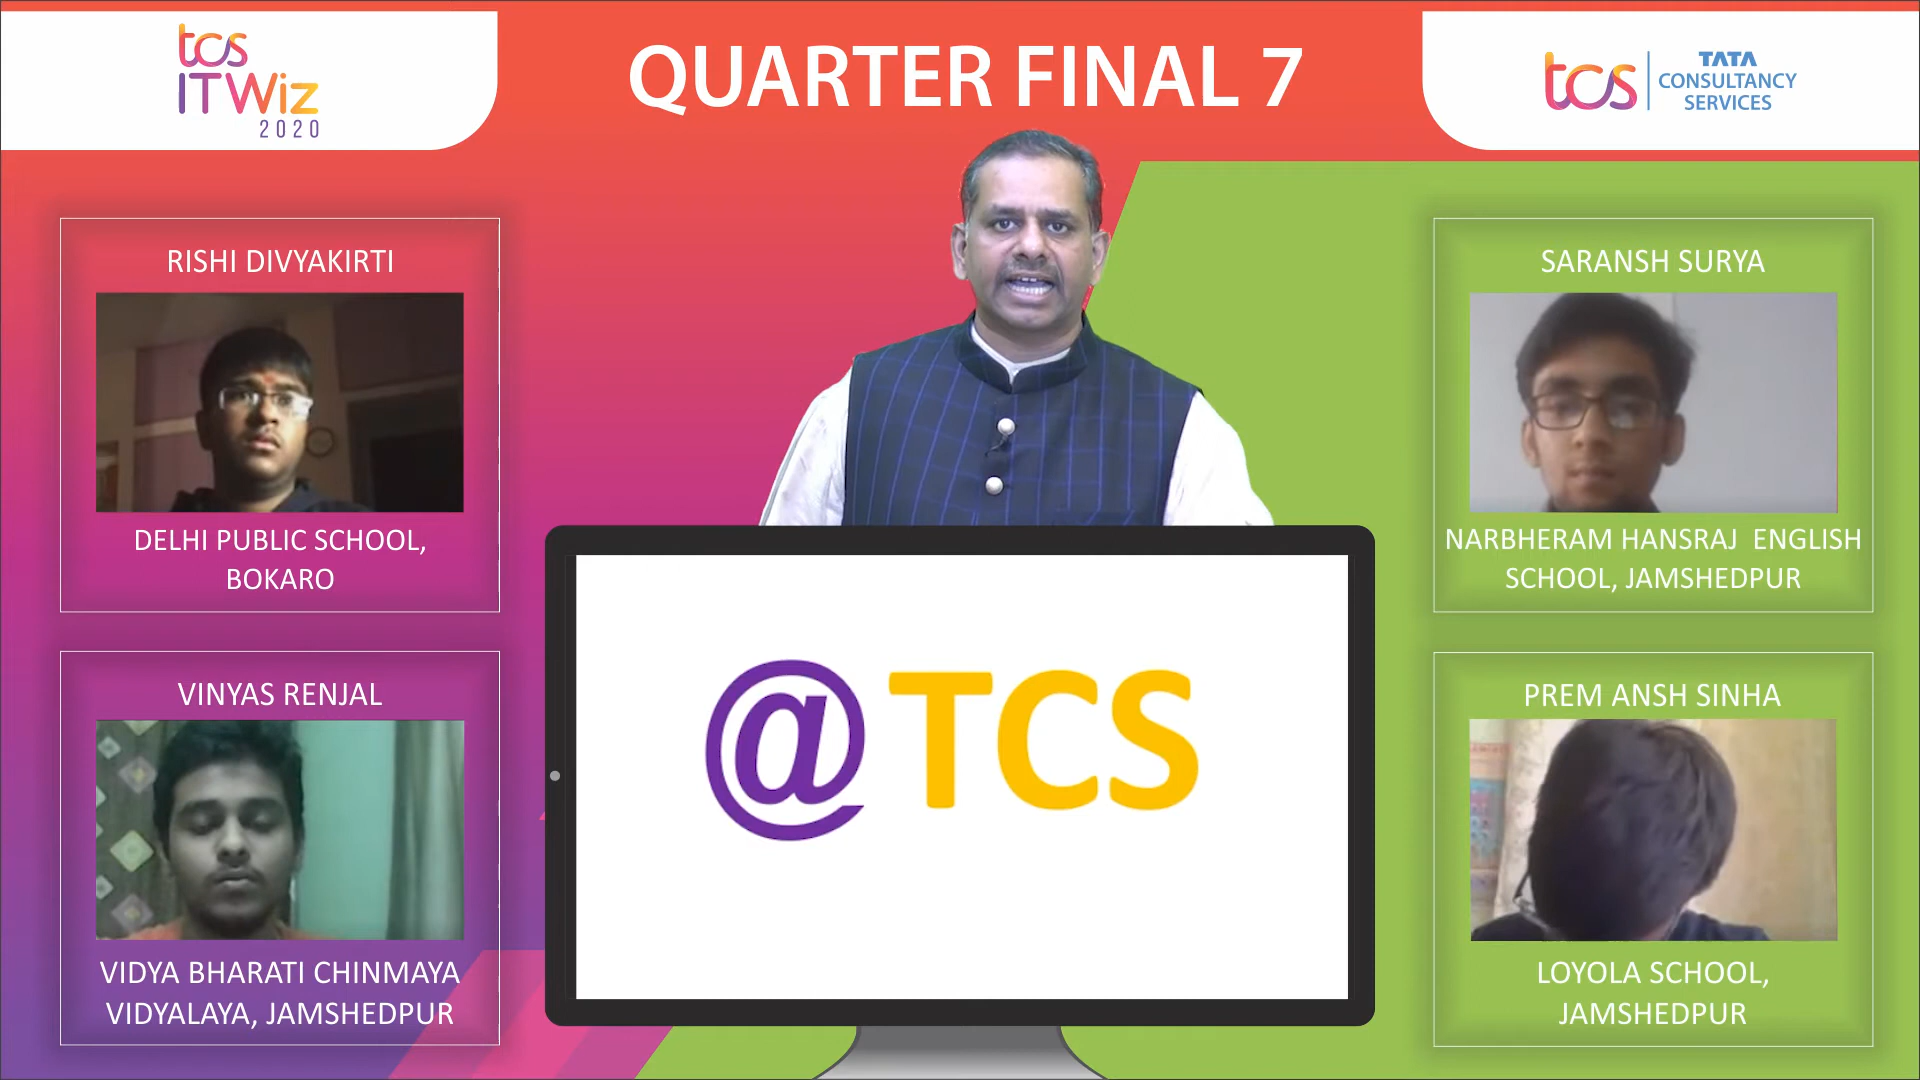 tcs
ITWiz
2020
QUARTER FINAL 7
tcs
TATA
CONSULTANCY
SERVICES
RISHI DIVYAKIRTI
DELHI PUBLIC SCHOOL,
BOKARO
SARANSH SURYA
NARBHERAM HANSRAJ ENGLISH
SCHOOL, JAMSHEDPUR
@TCS
VINYAS RENJAL
VIDYA BHARATI CHINMAYA
VIDYALAYA, JAMSHEDPUR
PREM ANSH SINHA
LOYOLA SCHOOL,
JAMSHEDPUR